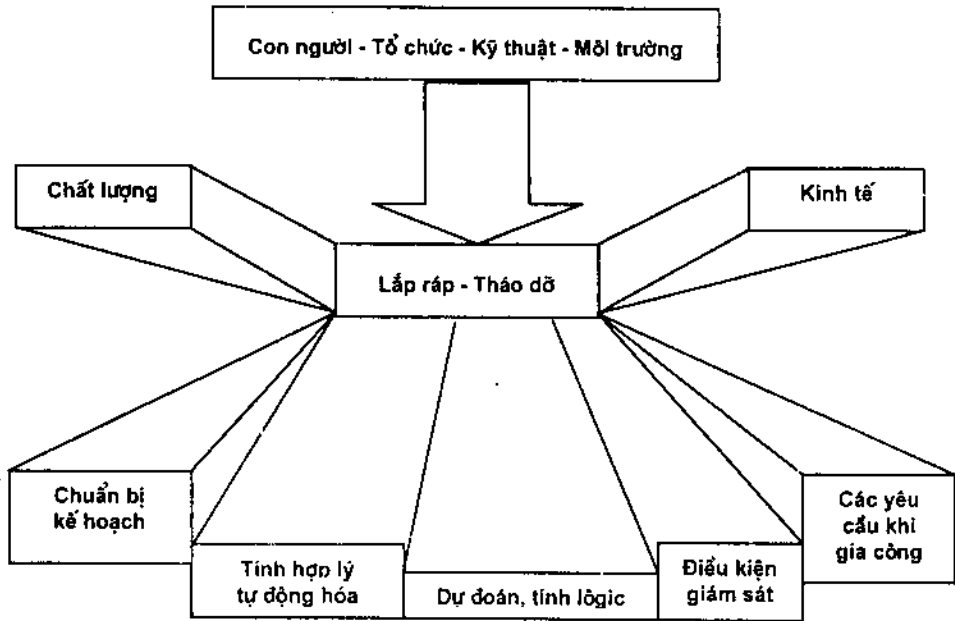 Con người - Tổ chức - Kỹ thuật - Môi trường
Chất lượng
Kinh tế
Lắp ráp - Tháo dỡ
Chuẩn bị
kế hoạch
Tính hợp lý
tự động hóa
Dự đoán, tính lôgic
Điều kiện
giám sát
Các yêu
cầu khi
gia công